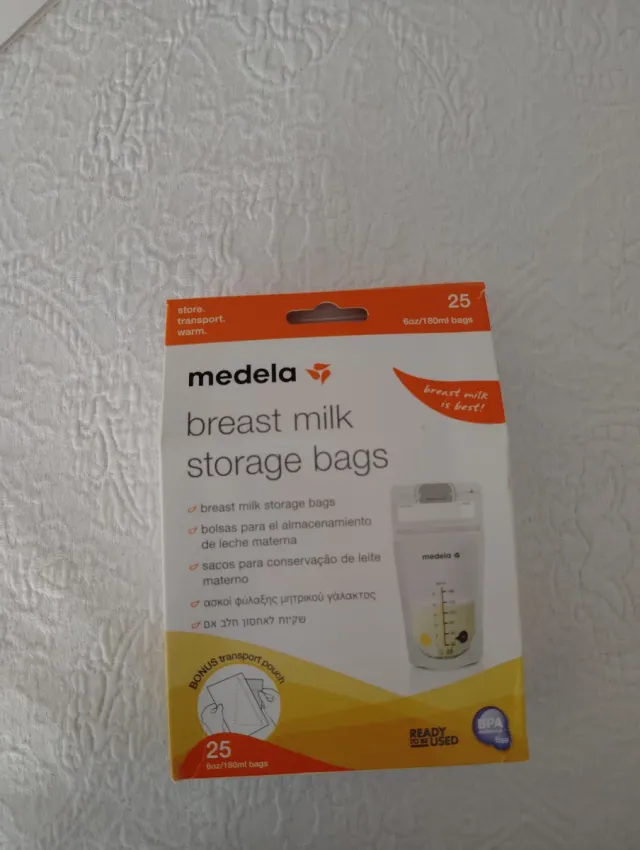 store.
transport.
warm.
25
6oz/180ml bags
medela
breast milk
is best!
breast milk
storage bags
breast milk storage bags
bolsas para el almacenamiento
de leche materna
sacos para conservação de leite
materno
ασκοί φύλαξης μητρικού γάλακτος
שקיות לאחסון חלב אם
medela
BONUS transport pouch
25
6oz/180ml bags
READY
TO BE USED
BPA
free